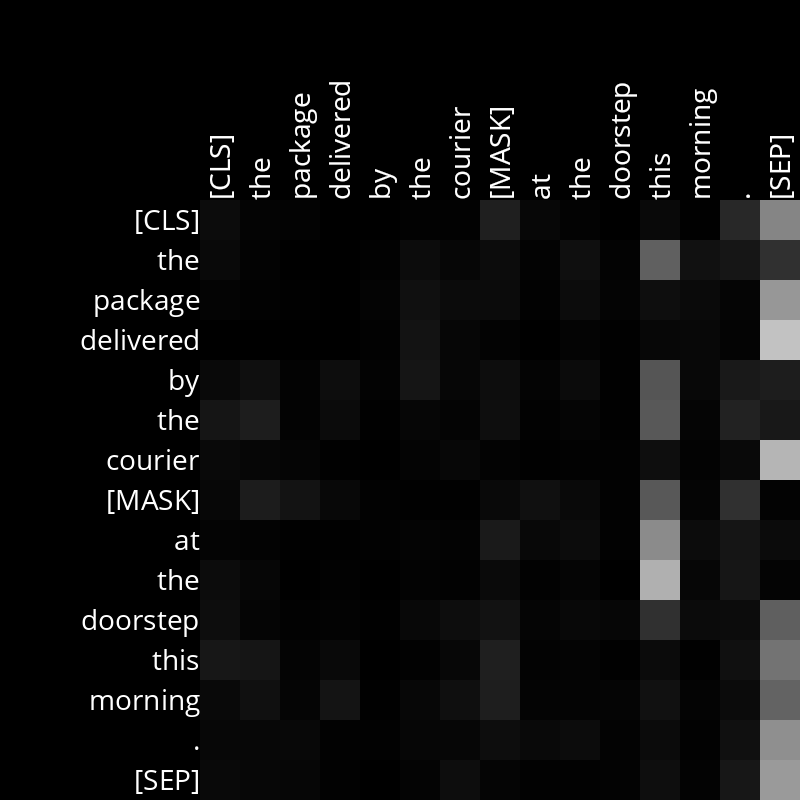 [CLS] the package delivered by the courier [MASK] at the doorstep this morning . [SEP]
[CLS]
the
package
delivered
by
the
courier
[MASK]
at
the
doorstep
this
morning
.
[SEP]